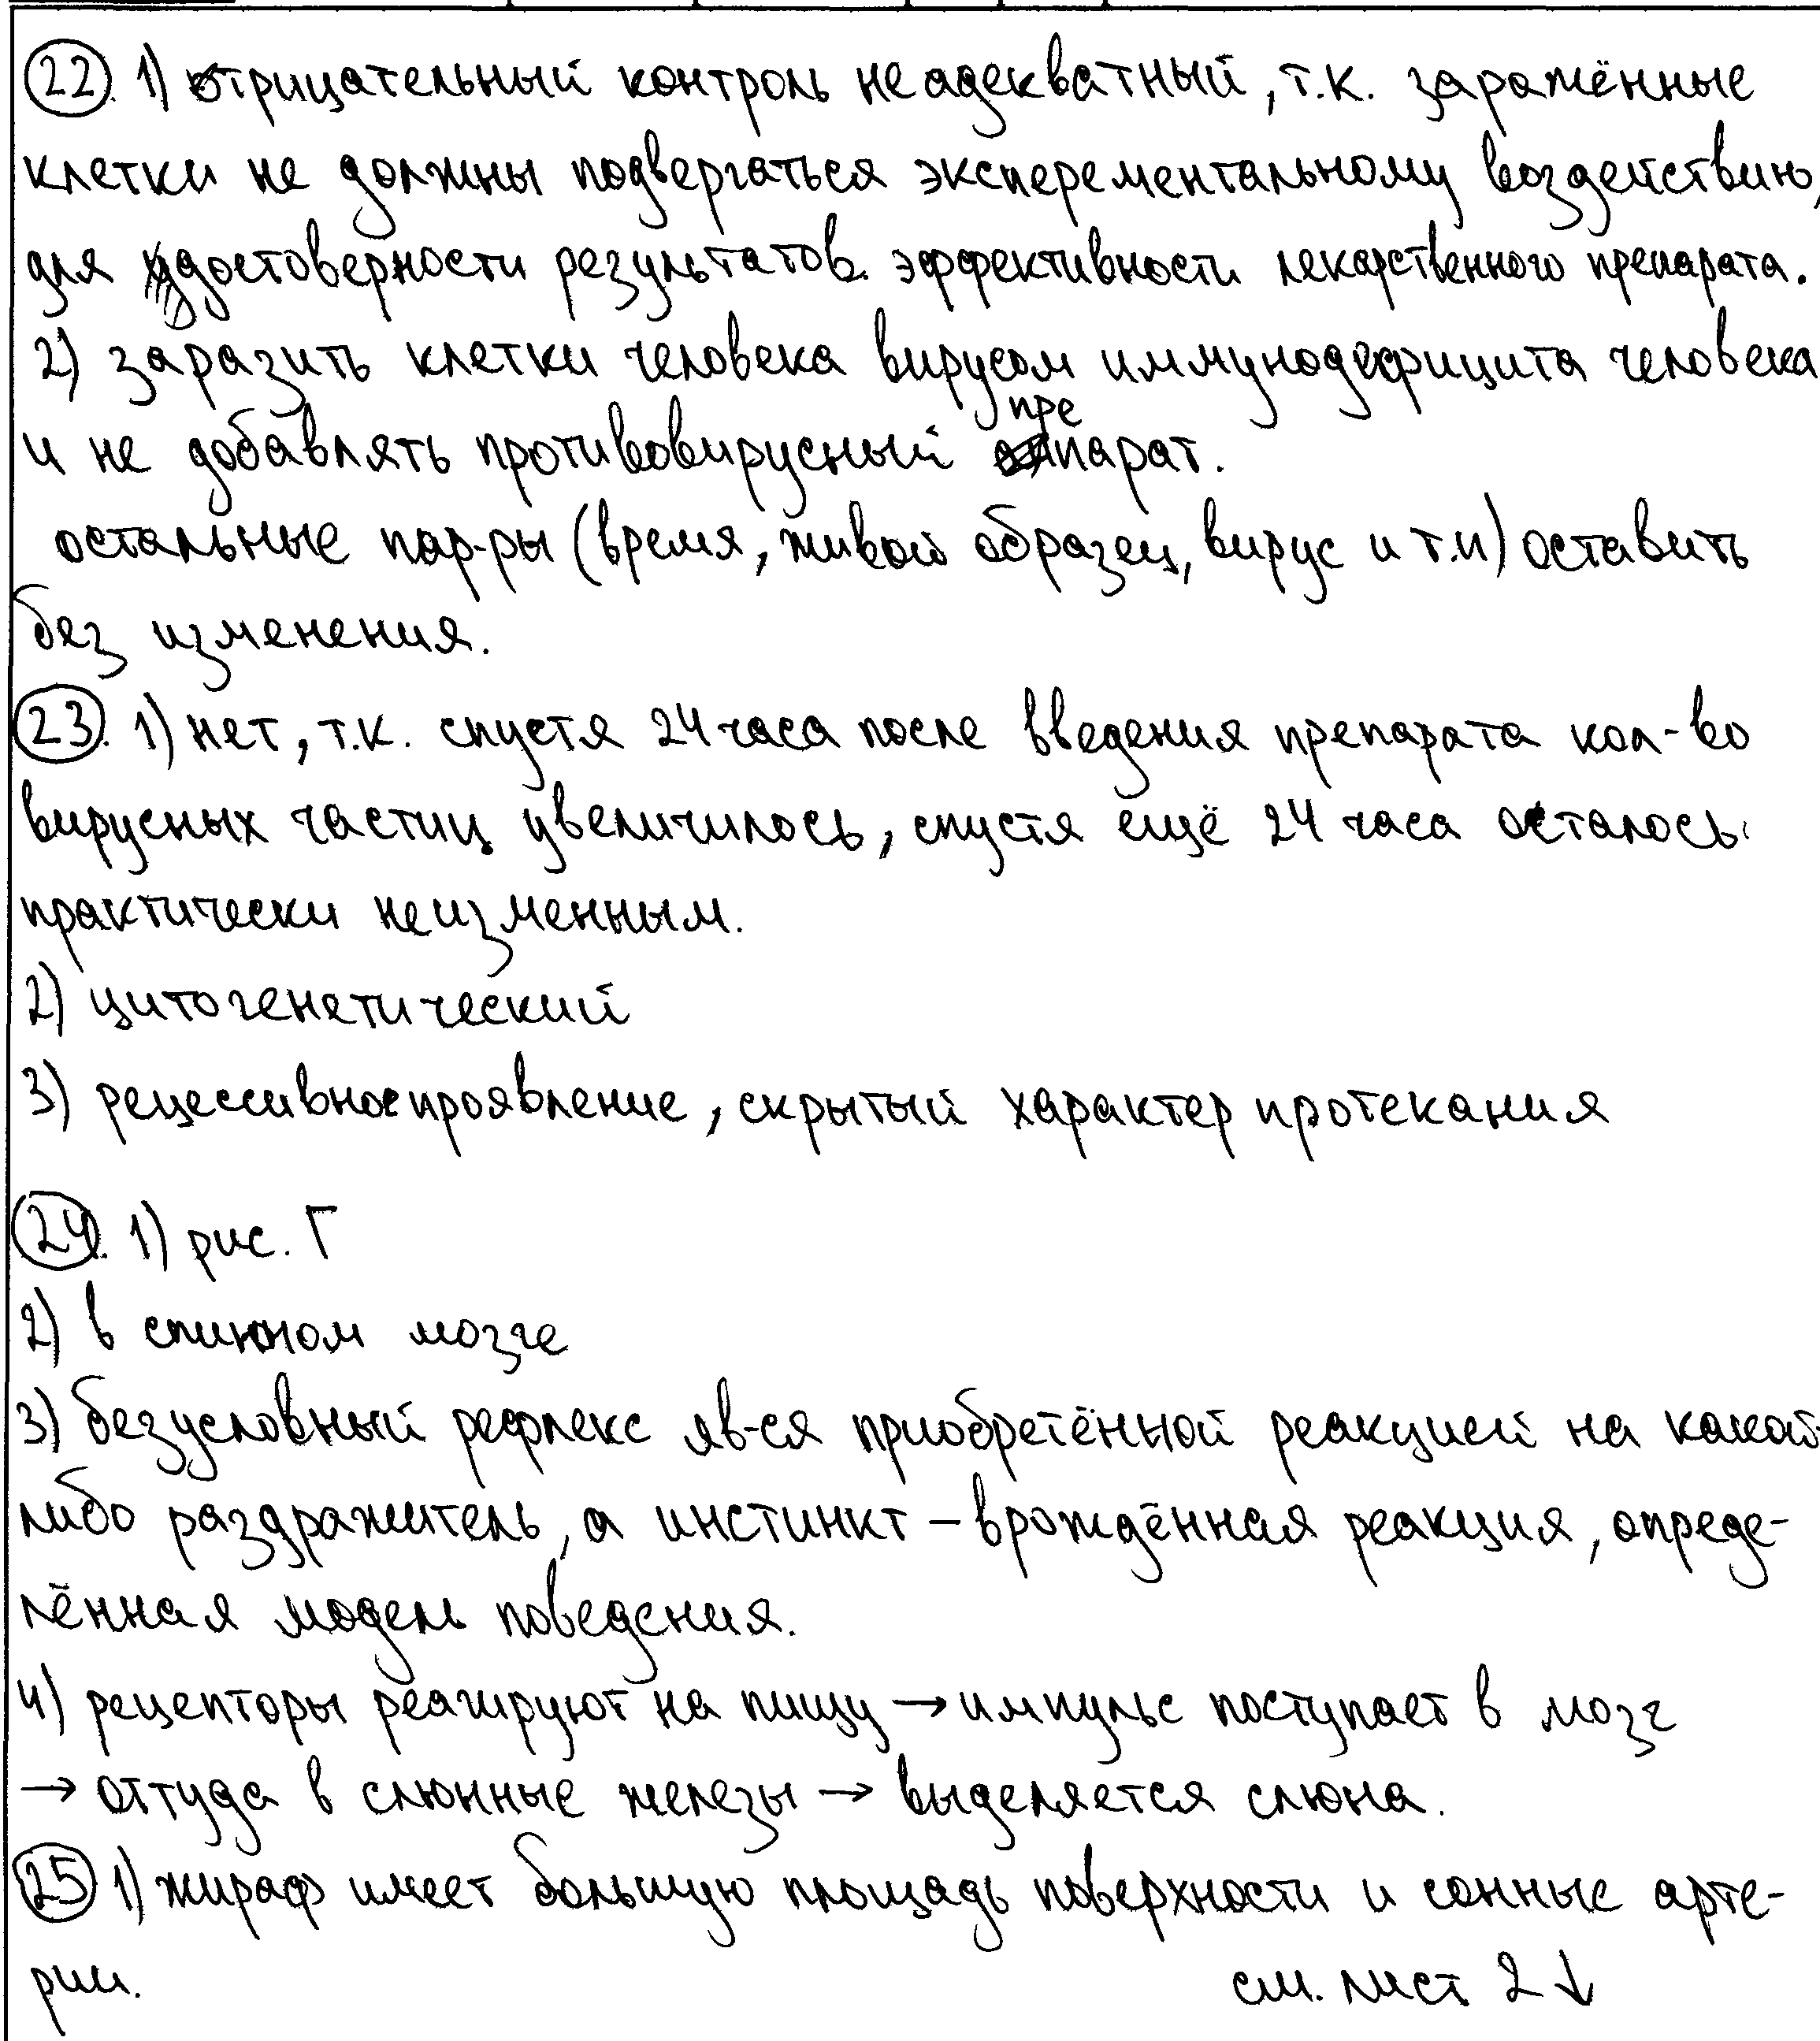 22. 1) отрицательный контроль неадекватный, т.к. заражённые
клетки не должны подвергаться эксперементальному воздействию,
для достоверности результатов. эффективности лекарственного препарата.
2) заразить клетки человека вирусом иммунодефицита человека
и не добавлять противовирусный препарат.
остальные пар-ры (время, живой образец, вирус и т.п) оставить
без изменения.
23. 1) нет, т.к. спустя 24 часа после введения препарата кол-во
вирусных частиц увеличилось, спустя ещё 24 часа осталось
практически неизменным.
2) цитогенетический
3) рецессивное проявление, скрытый характер протекания
24. 1) рис. Г
2) в спинном мозге
3) безусловный рефлекс яв-ся приобретённой реакцией на какой-
либо раздражитель, а инстинкт – врождённая реакция, опреде-
лённая модель поведения.
4) рецепторы реагируют на пищу → импульс поступает в мозг
→ оттуда в слюнные железы → выделяется слюна.
25 1) жираф имеет большую площадь поверхности и сонные арте-
рии.
см. лист 2 ↓